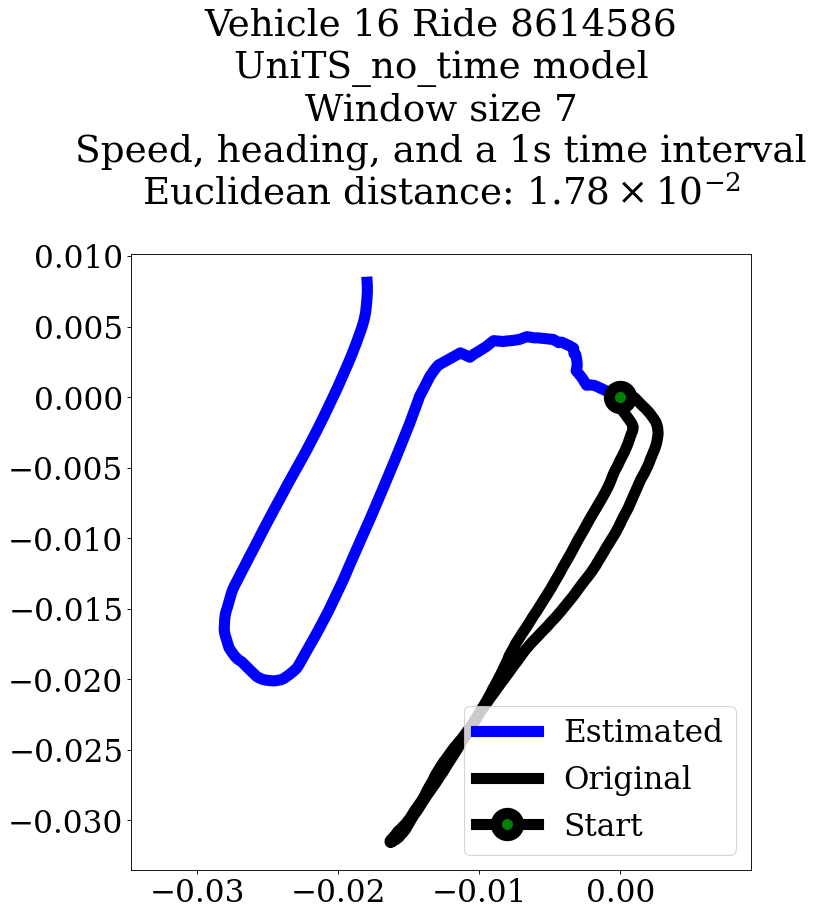 Vehicle 16 Ride 8614586
UniTS_no_time model
Window size 7
Speed, heading, and a 1s time interval
Euclidean distance: 1.78 × 10⁻²
0.010
0.005
0.000
−0.005
−0.010
−0.015
−0.020
−0.025
−0.030
Estimated
Original
Start
−0.03 −0.02 −0.01 0.00